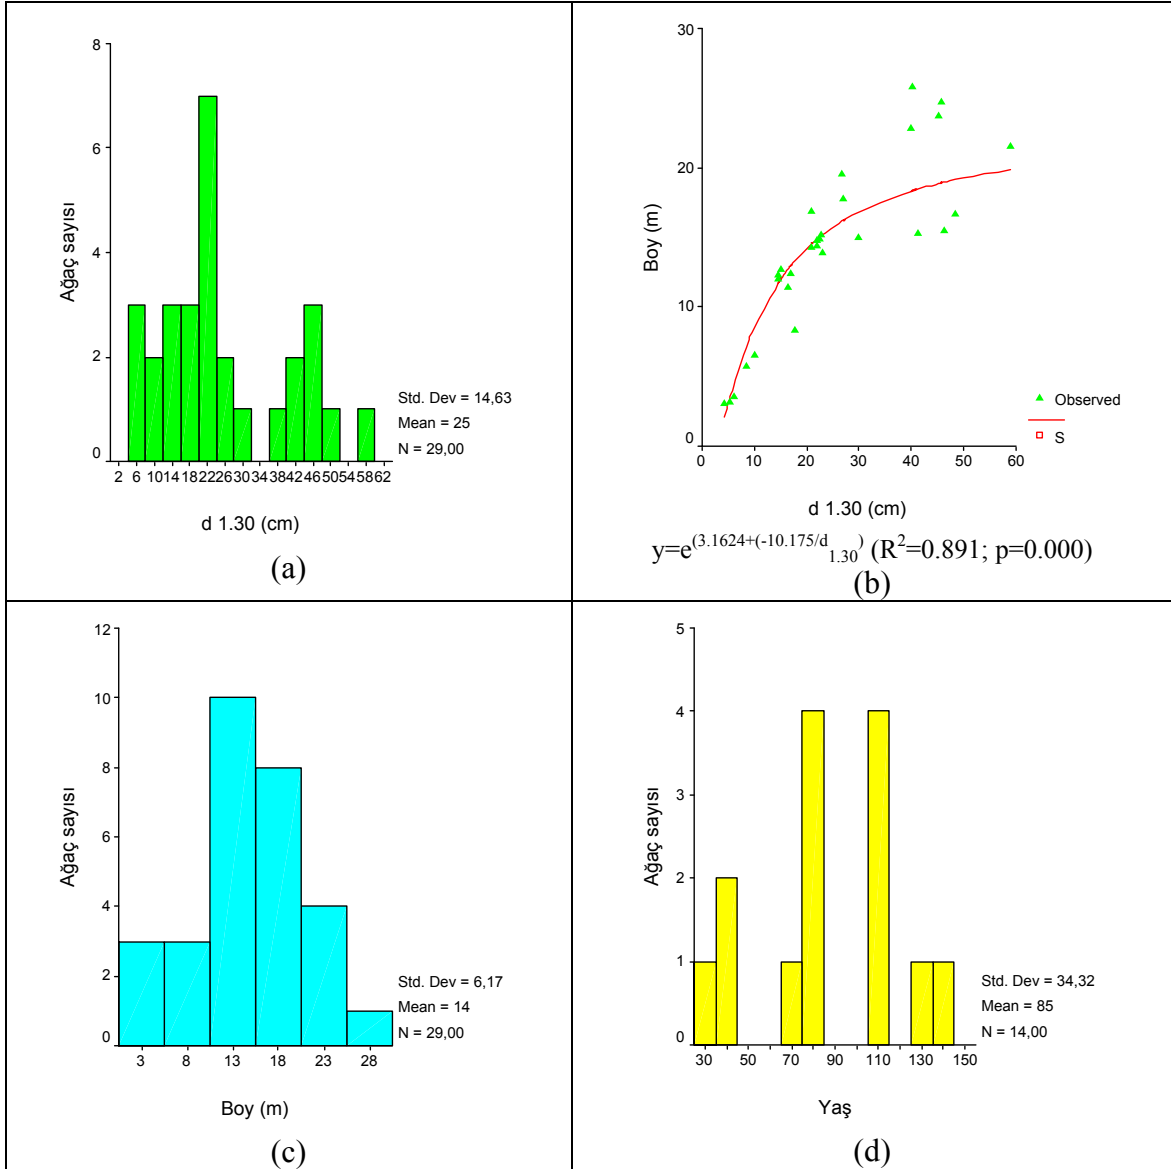 8
6
4
2
0
Ağaç sayısı
Std. Dev = 14,63
Mean = 25
N = 29,00
2 6 10 14 18 22 26 30 34 38 42 46 50 54 58 62
d 1.30 (cm)
(a)
30
20
10
0
Boy (m)
Observed
S
0 10 20 30 40 50 60
d 1.30 (cm)
y=e^(3.1624+(-10.175/d_1.30) (R^2=0.891; p=0.000)
(b)
12
10
8
6
4
2
0
Ağaç sayısı
Std. Dev = 6,17
Mean = 14
N = 29,00
3 8 13 18 23 28
Boy (m)
(c)
5
4
3
2
1
0
Ağaç sayısı
Std. Dev = 34,32
Mean = 85
N = 14,00
30 50 70 90 110 130 150
Yaş
(d)